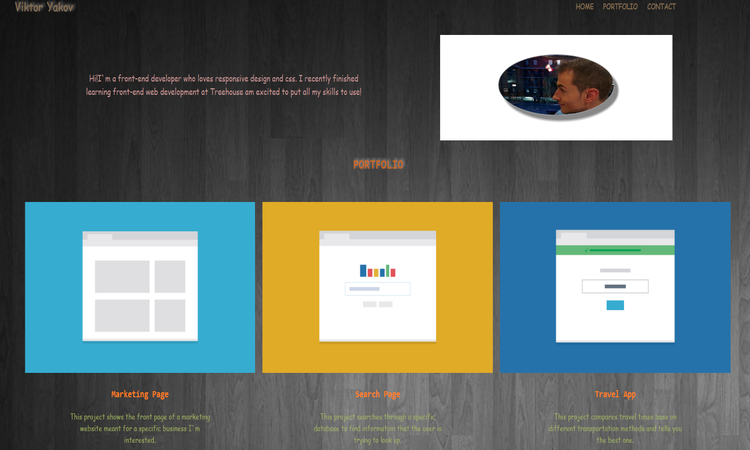 Viktor Yakov
HOME PORTFOLIO CONTACT
Hi!I'm a front-end developer who loves responsive design and css. I recently finished
learning front-end web development at Treehouse am excited to put all my skills to use!
PORTFOLIO
Marketing Page
This project shows the front page of a marketing
website meant for a specific business I'm
interested.
Search Page
This project searches through a specific
database to find information that the user is
trying to look up.
Travel App
This project compares travel times base on
different transportation methods and tells you
the best one.